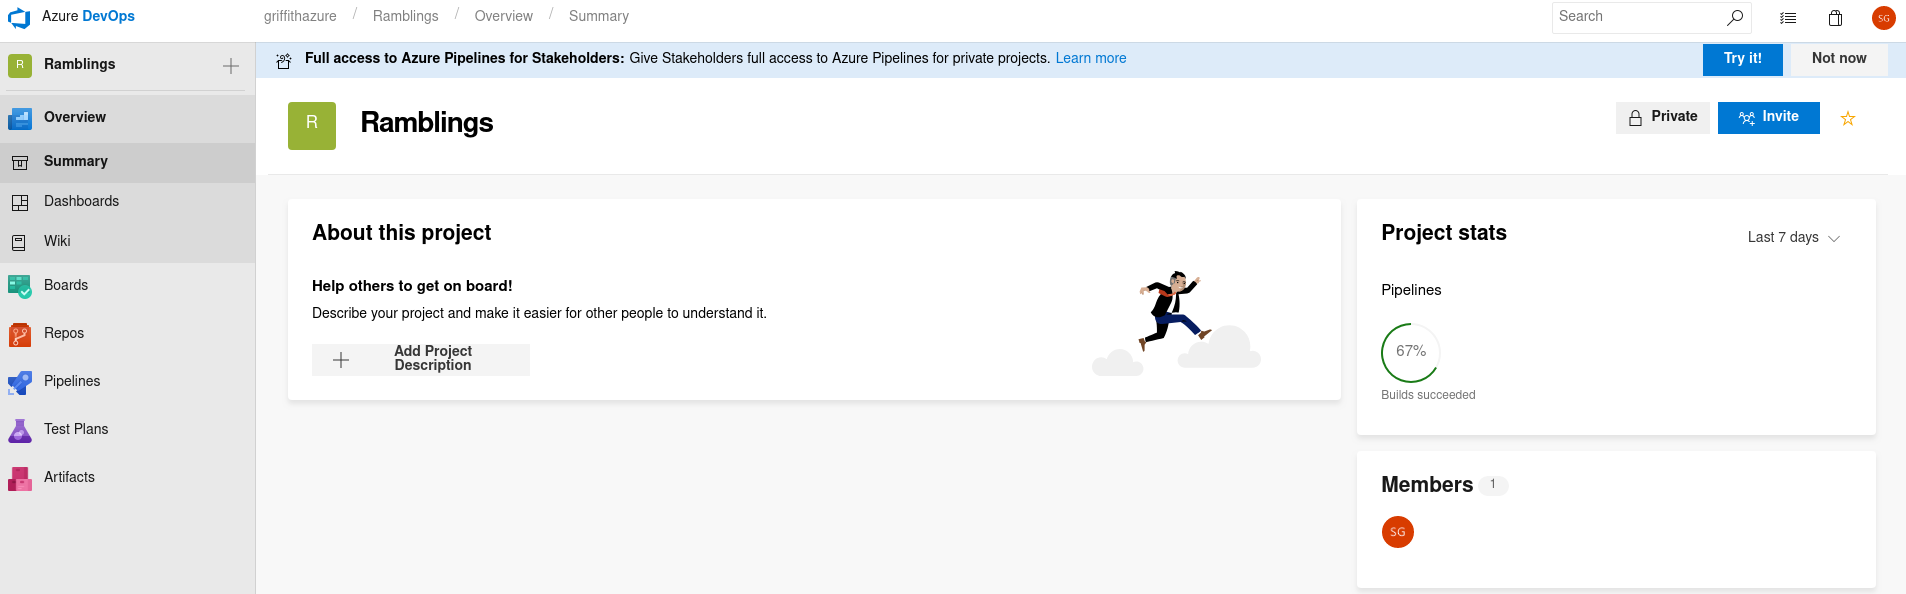 Azure DevOps
griffithazure / Ramblings / Overview / Summary
Search
SG
R Ramblings
Overview
Summary
Dashboards
Wiki
Boards
Repos
Pipelines
Test Plans
Artifacts
Full access to Azure Pipelines for Stakeholders: Give Stakeholders full access to Azure Pipelines for private projects. Learn more
Try it!
Not now
R Ramblings
Private
Invite
About this project
Help others to get on board!
Describe your project and make it easier for other people to understand it.
Add Project
Description
Project stats
Last 7 days
Pipelines
67%
Builds succeeded
Members 1
SG